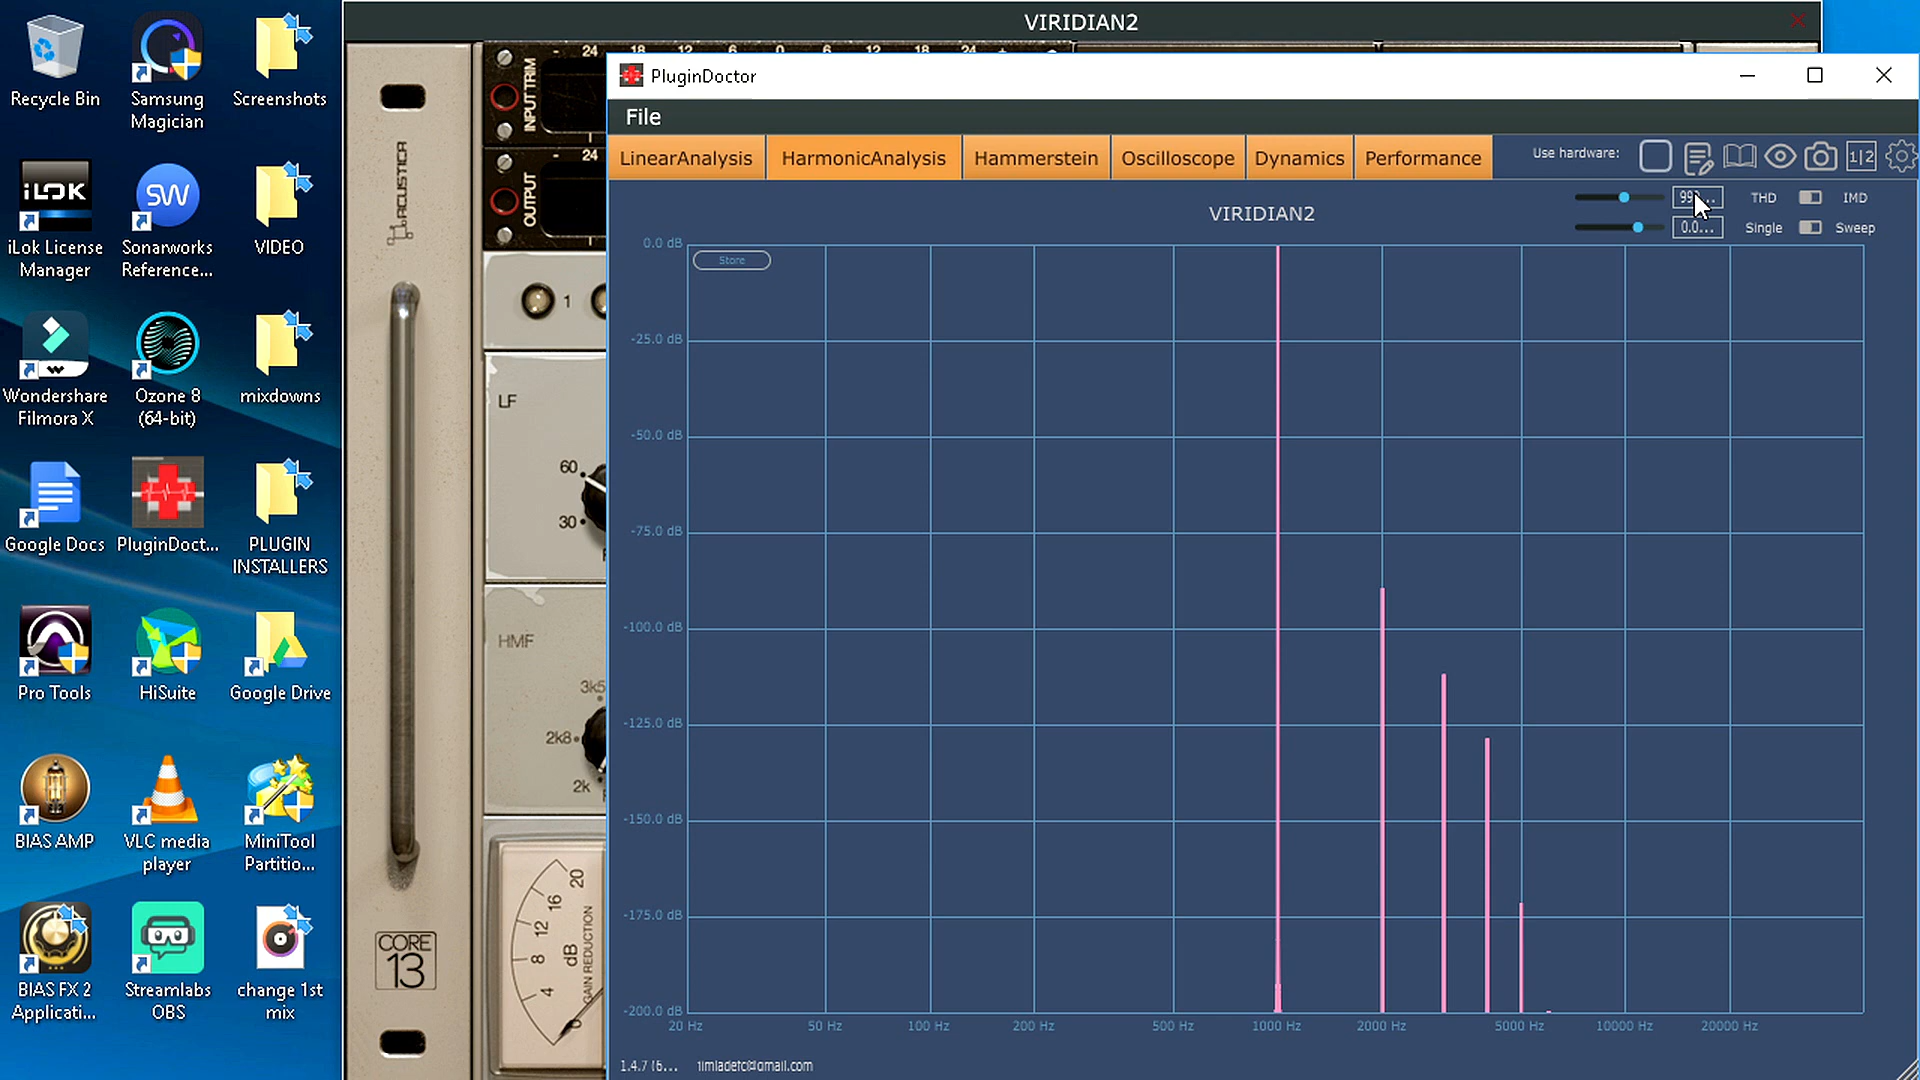 Recycle Bin
Samsung
Magician
Screenshots
iLOK
iLok License
Manager
SW
Sonarworks
Reference...
VIDEO
Wondershare
Filmora X
Ozone 8
(64-bit)
mixdowns
Google Docs
PluginDoct...
PLUGIN
INSTALLERS
Pro Tools
HiSuite
Google Drive
BIAS AMP
VLC media
player
MiniTool
Partitio...
BIAS FX 2
Applicati...
Streamlabs
OBS
change 1st
mix
VIRIDIAN2
- 24 18 12 6 0 6 12 18 24 +
INPUT TRIM
- 24
OUTPUT
ACUSTICA
1
LF
60
30
HMF
3k5
2k8
2k
CORE
13
20
16
12
8
4
0
dB
GAIN REDUCTION
PluginDoctor
File
LinearAnalysis
HarmonicAnalysis
Hammerstein
Oscilloscope
Dynamics
Performance
Use hardware:
1|2
THD
IMD
0.0...
Single
Sweep
VIRIDIAN2
Store
0.0 dB
-25.0 dB
-50.0 dB
-75.0 dB
-100.0 dB
-125.0 dB
-150.0 dB
-175.0 dB
-200.0 dB
20 Hz
50 Hz
100 Hz
200 Hz
500 Hz
1000 Hz
2000 Hz
5000 Hz
10000 Hz
20000 Hz
1.4.7 (6...